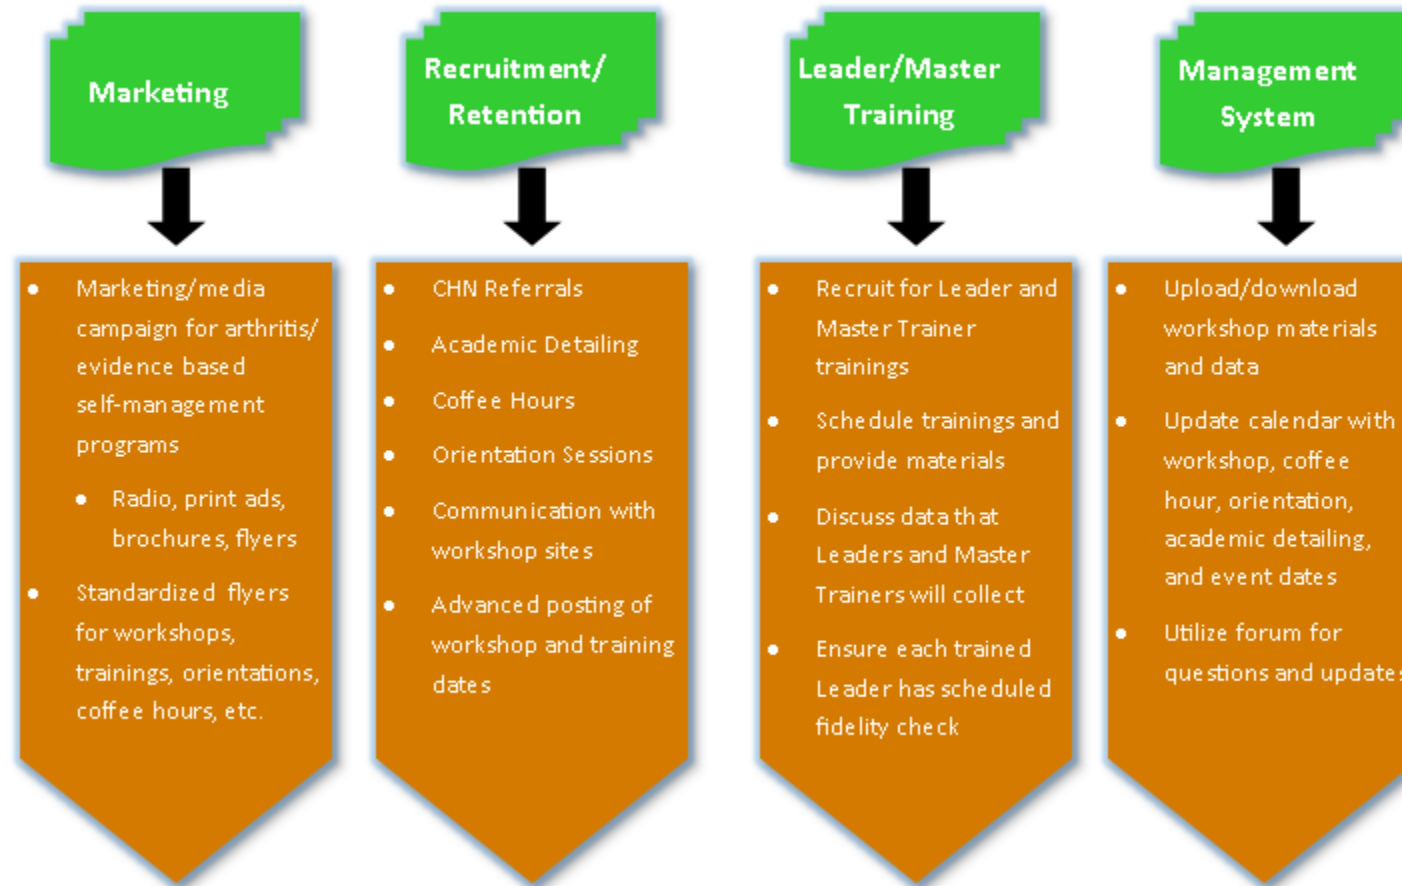 Marketing
Recruitment/
Retention
Leader/Master
Training
Management
System
Marketing/media
campaign for arthritis/
evidence based
self-management
programs
Radio, print ads,
brochures, flyers
Standardized flyers
for workshops,
trainings, orientations,
coffee hours, etc.
CHN Referrals
Academic Detailing
Coffee Hours
Orientation Sessions
Communication with
workshop sites
Advanced posting of
workshop and training
dates
Recruit for Leader and
Master Trainer
trainings
Schedule trainings and
provide materials
Discuss data that
Leaders and Master
Trainers will collect
Ensure each trained
Leader has scheduled
fidelity check
Upload/download
workshop materials
and data
Update calendar with
workshop, coffee
hour, orientation,
academic detailing,
and event dates
Utilize forum for
questions and updates